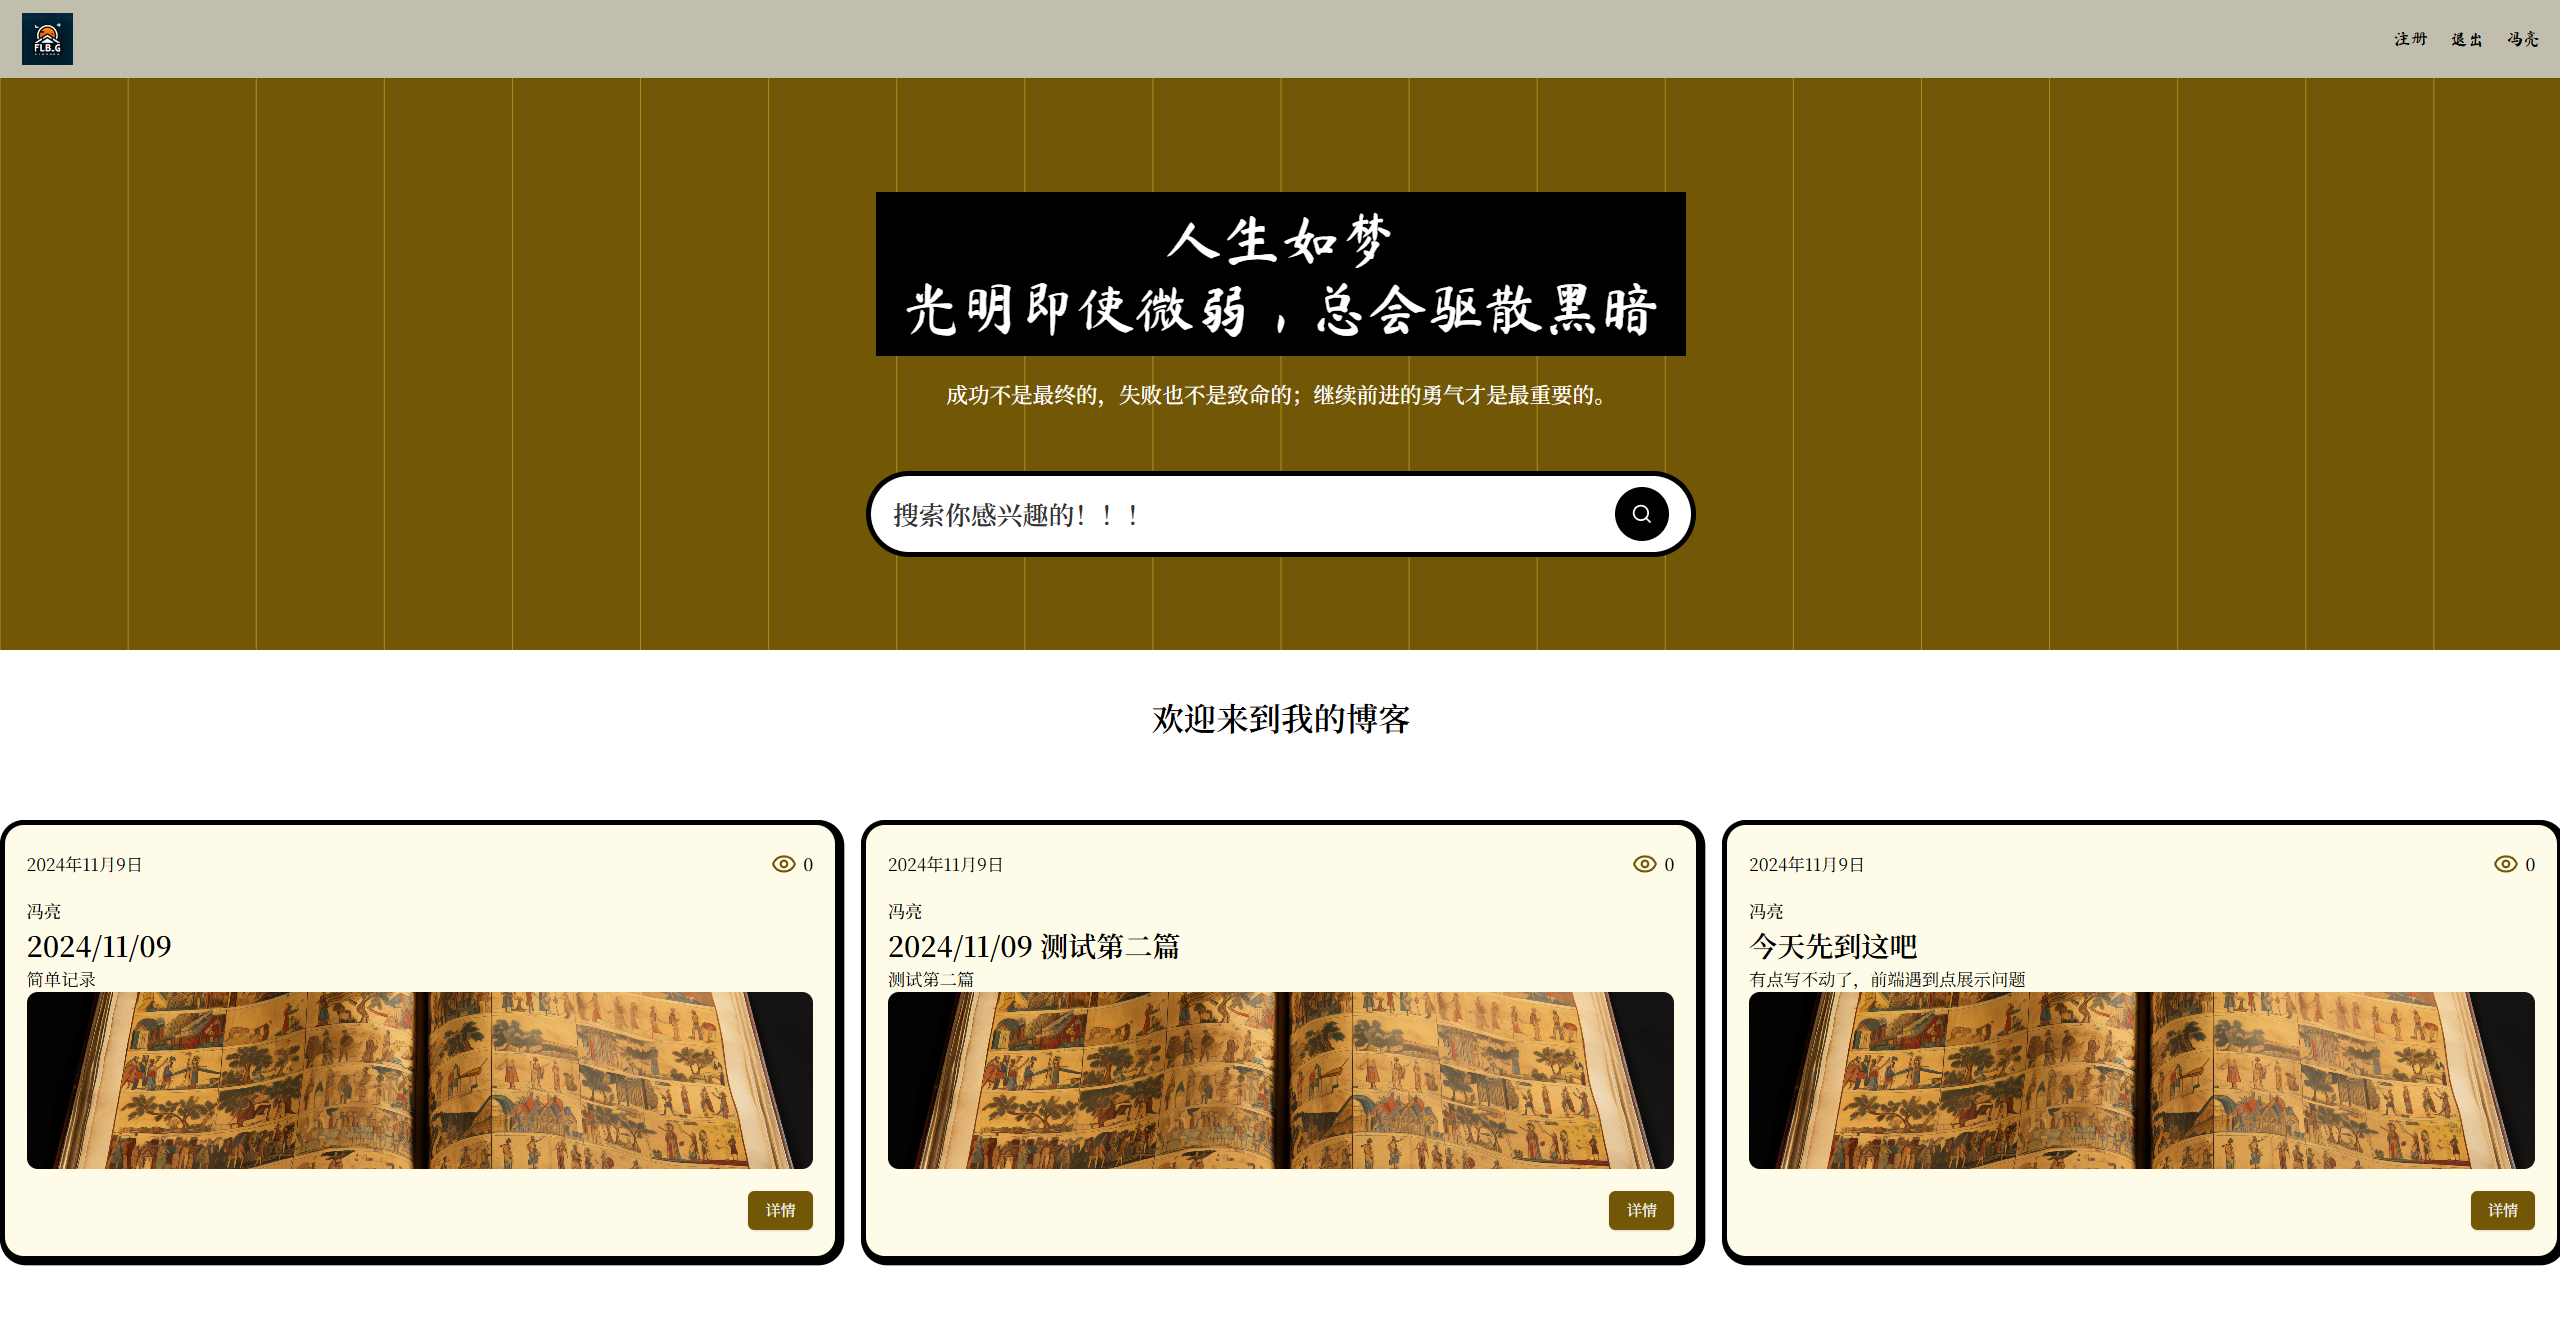 FLB.G
注册 退出 冯亮
人生如梦
光明即使微弱，总会驱散黑暗
成功不是最终的，失败也不是致命的；继续前进的勇气才是最重要的。
搜索你感兴趣的！！！
欢迎来到我的博客
2024年11月9日 0
冯亮
2024/11/09
简单记录
详情
2024年11月9日 0
冯亮
2024/11/09 测试第二篇
测试第二篇
详情
2024年11月9日 0
冯亮
今天先到这吧
有点写不动了，前端遇到点展示问题
详情